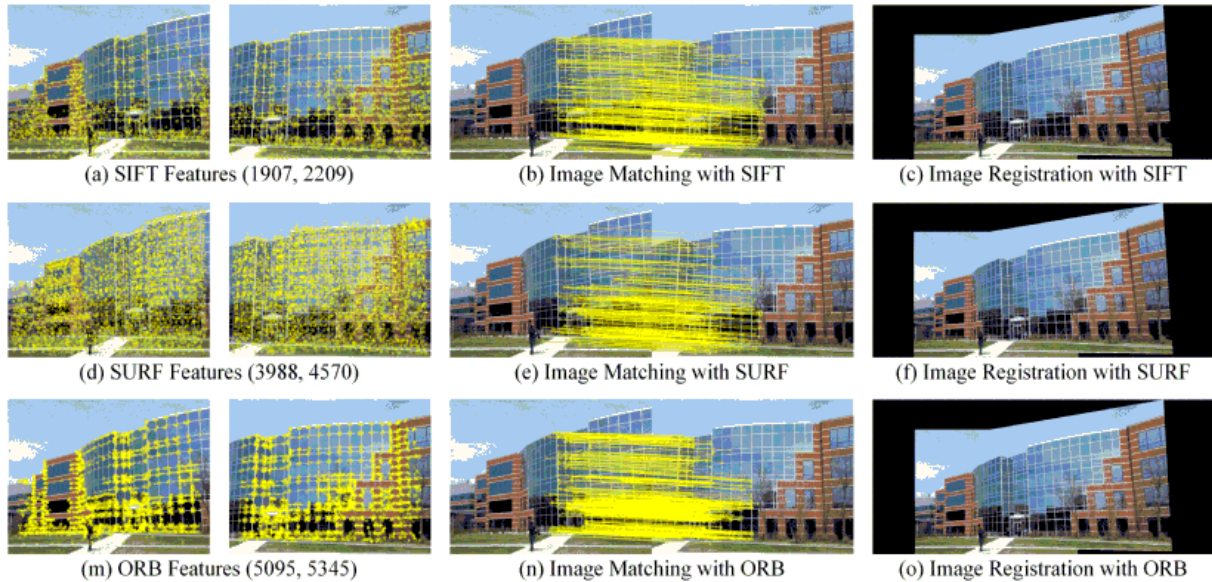 (a) SIFT Features (1907, 2209)
(b) Image Matching with SIFT
(c) Image Registration with SIFT
(d) SURF Features (3988, 4570)
(e) Image Matching with SURF
(f) Image Registration with SURF
(m) ORB Features (5095, 5345)
(n) Image Matching with ORB
(o) Image Registration with ORB